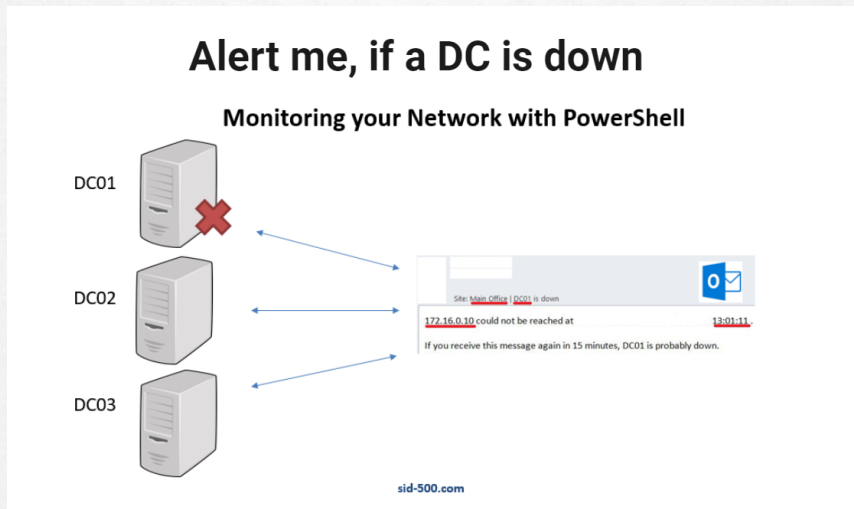 Alert me, if a DC is down
Monitoring your Network with PowerShell
DC01
DC02
DC03
Site: Main Office | DC01 is down
172.16.0.10 could not be reached at 13:01:11.
If you receive this message again in 15 minutes, DC01 is probably down.
sid-500.com